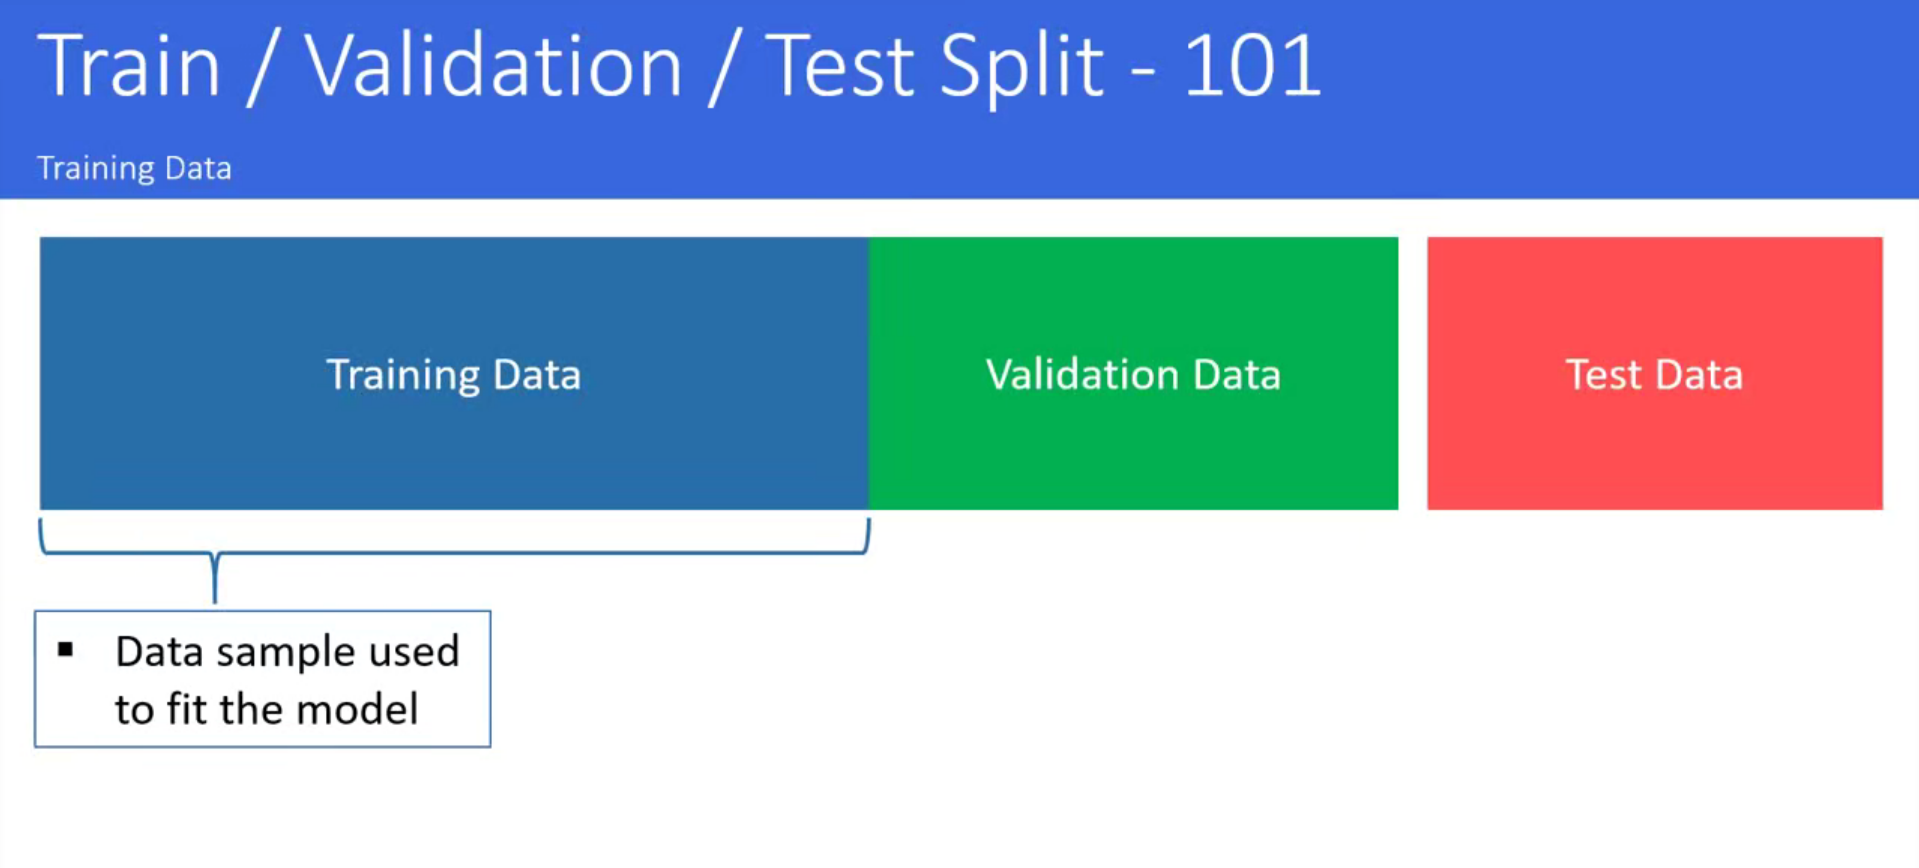 Train / Validation / Test Split - 101
Training Data
Training Data
Validation Data
Test Data
▪ Data sample used
to fit the model